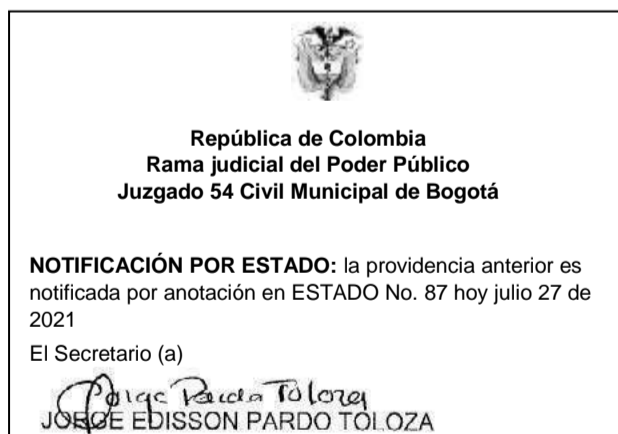 República de Colombia
Rama judicial del Poder Público
Juzgado 54 Civil Municipal de Bogotá
NOTIFICACIÓN POR ESTADO: la providencia anterior es
notificada por anotación en ESTADO No. 87 hoy julio 27 de
2021
El Secretario (a)
Jorge Pardo Toloza
JORGE EDISSON PARDO TOLOZA